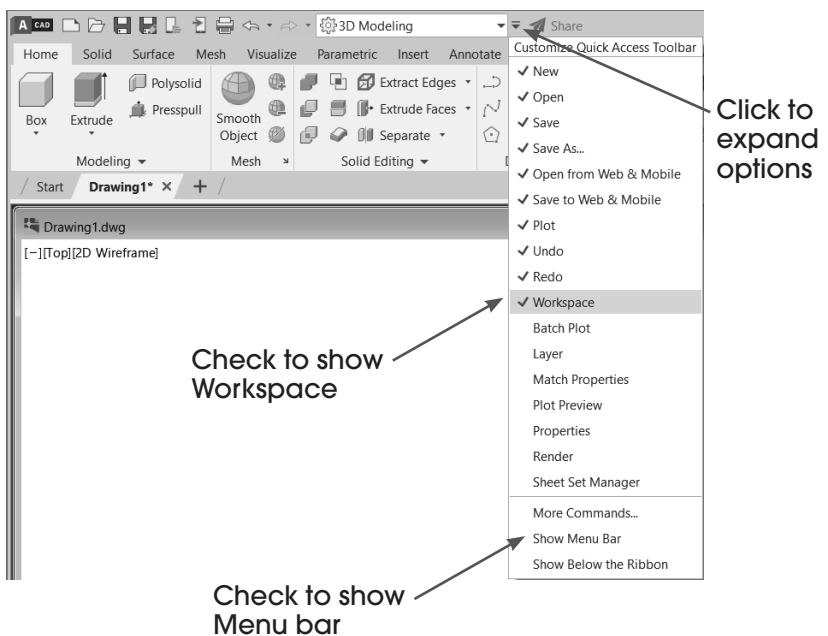 A CAD
3D Modeling
Share
Home Solid Surface Mesh Visualize Parametric Insert Annotate
Customize Quick Access Toolbar
Box
Extrude
Polysolid
Presspull
Smooth
Object
Extract Edges
Extrude Faces
Separate
Modeling
Mesh
Solid Editing
Start
Drawing1*
Drawing1.dwg
[−][Top][2D Wireframe]
New
Open
Save
Save As...
Open from Web & Mobile
Save to Web & Mobile
Plot
Undo
Redo
Workspace
Batch Plot
Layer
Match Properties
Plot Preview
Properties
Render
Sheet Set Manager
More Commands...
Show Menu Bar
Show Below the Ribbon
Click to
expand
options
Check to show
Workspace
Check to show
Menu bar